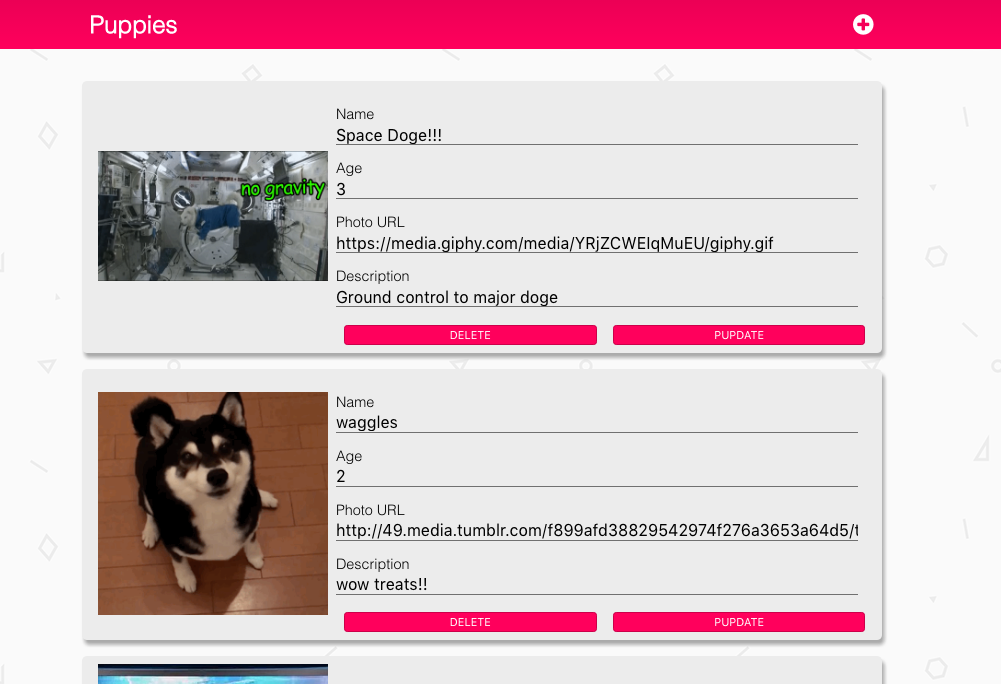 Puppies
no gravity
Name
Space Doge!!!
Age
3
Photo URL
https://media.giphy.com/media/YRjZCWEIqMuEU/giphy.gif
Description
Ground control to major doge
DELETE PUPDATE
Name
waggles
Age
2
Photo URL
http://49.media.tumblr.com/f899afd38829542974f276a3653a64d5/t
Description
wow treats!!
DELETE PUPDATE